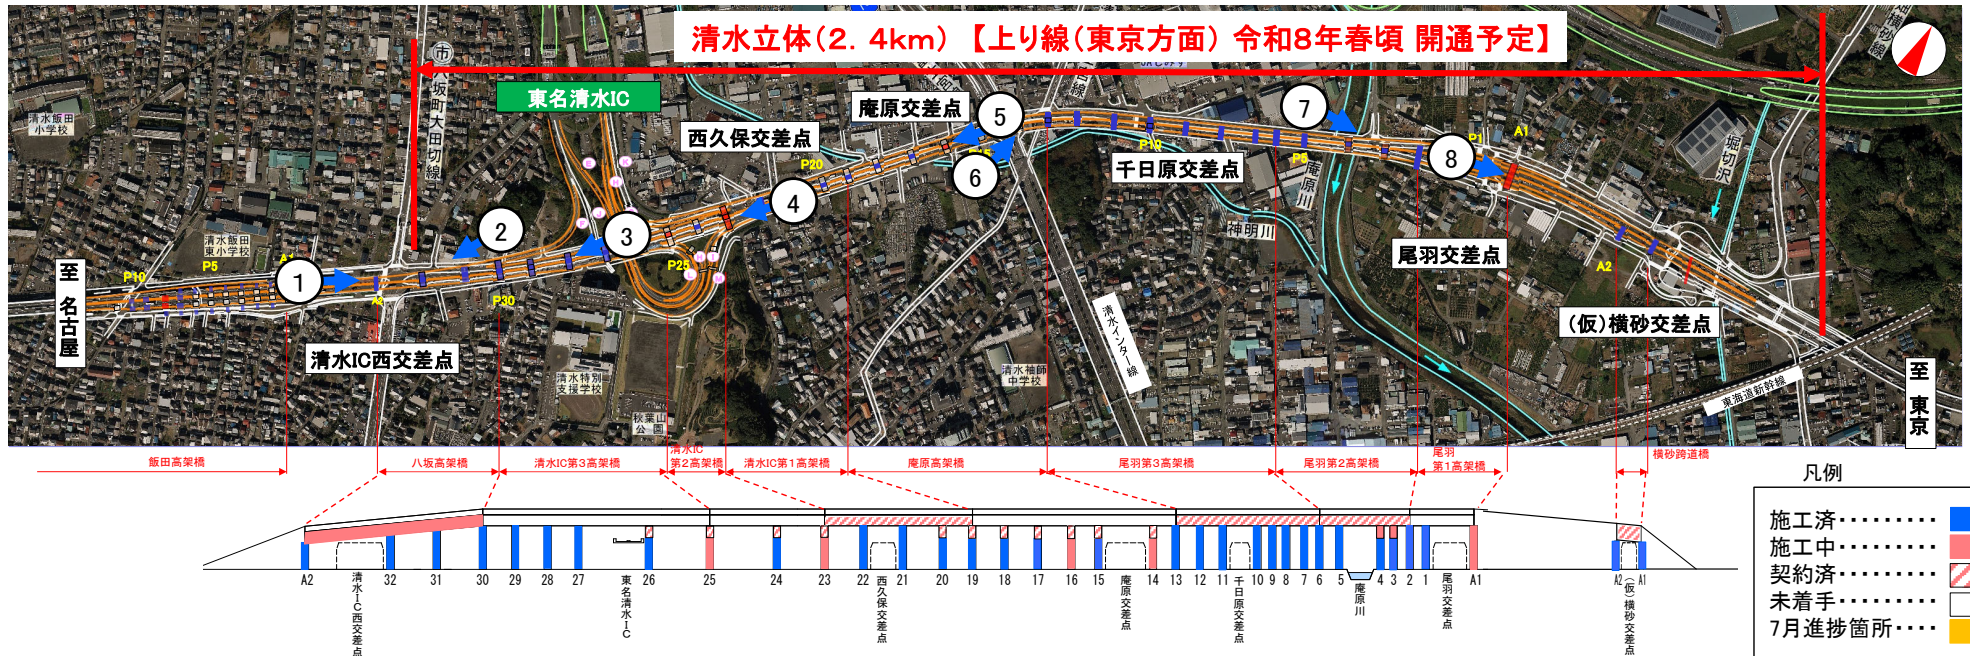 清水立体(2. 4km) 【上り線(東京方面) 令和8年春頃 開通予定】
㊗市
八坂町大田切線
東名清水IC
西久保交差点
庵原交差点
千日原交差点
尾羽交差点
(仮)横砂交差点
清水IC西交差点
至 名古屋
至 東京
清水飯田
小学校
清水飯田
東小学校
清水特別
支援学校
秋葉山
公園
清水袖師
中学校
清水インター線
神明川
庵原川
堀切沢
東海道新幹線
横砂線
1
2
3
4
5
6
7
8
P10
P5
A1
A2
P30
P25
P20
P10
P5
P1
A1
A2
E
K
H
J
F
L
N
I
M
飯田高架橋
八坂高架橋
清水IC第3高架橋
清水IC
第2高架橋
清水IC第1高架橋
庵原高架橋
尾羽第3高架橋
尾羽第2高架橋
尾羽
第1高架橋
横砂跨道橋
A2 清水IC西交差点 32 31 30 29 28 27 東名清水IC 26 25 24 23 22 西久保交差点 21 20 19 18 17 16 15 庵原交差点 14 13 12 11 千日原交差点 10 9 8 7 6 5 庵原川 4 3 2 1 尾羽交差点 A1 A2 (仮)横砂交差点 A1
凡例
施工済・・・・・・・・・
施工中・・・・・・・・・
契約済・・・・・・・・・
未着手・・・・・・・・・
7月進捗箇所・・・・